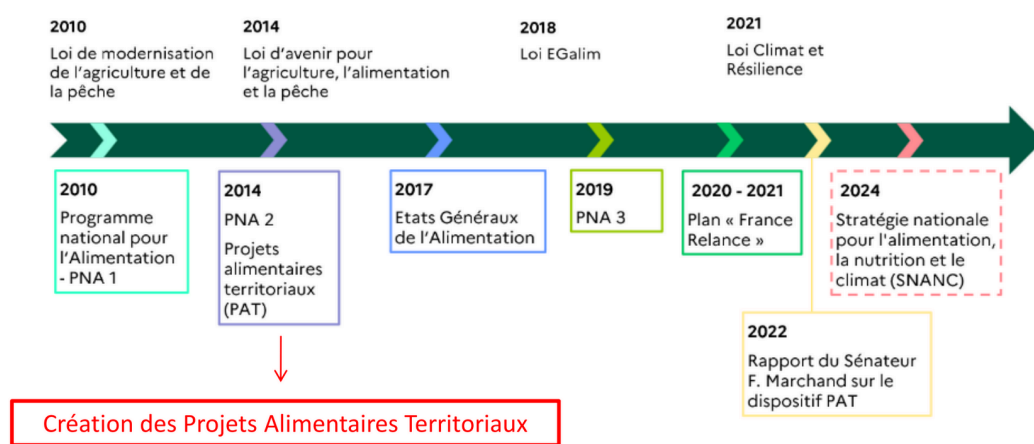 2010
Loi de modernisation
de l'agriculture et de
la pêche
2014
Loi d'avenir pour
l'agriculture, l'alimentation
et la pêche
2018
Loi EGalim
2021
Loi Climat et
Résilience
2010
Programme
national pour
l'Alimentation
- PNA 1
2014
PNA 2
Projets
alimentaires
territoriaux
(PAT)
2017
Etats Généraux
de l'Alimentation
2019
PNA 3
2020 - 2021
Plan « France
Relance »
2024
Stratégie nationale
pour l'alimentation,
la nutrition et le
climat (SNANC)
2022
Rapport du Sénateur
F. Marchand sur le
dispositif PAT
Création des Projets Alimentaires Territoriaux